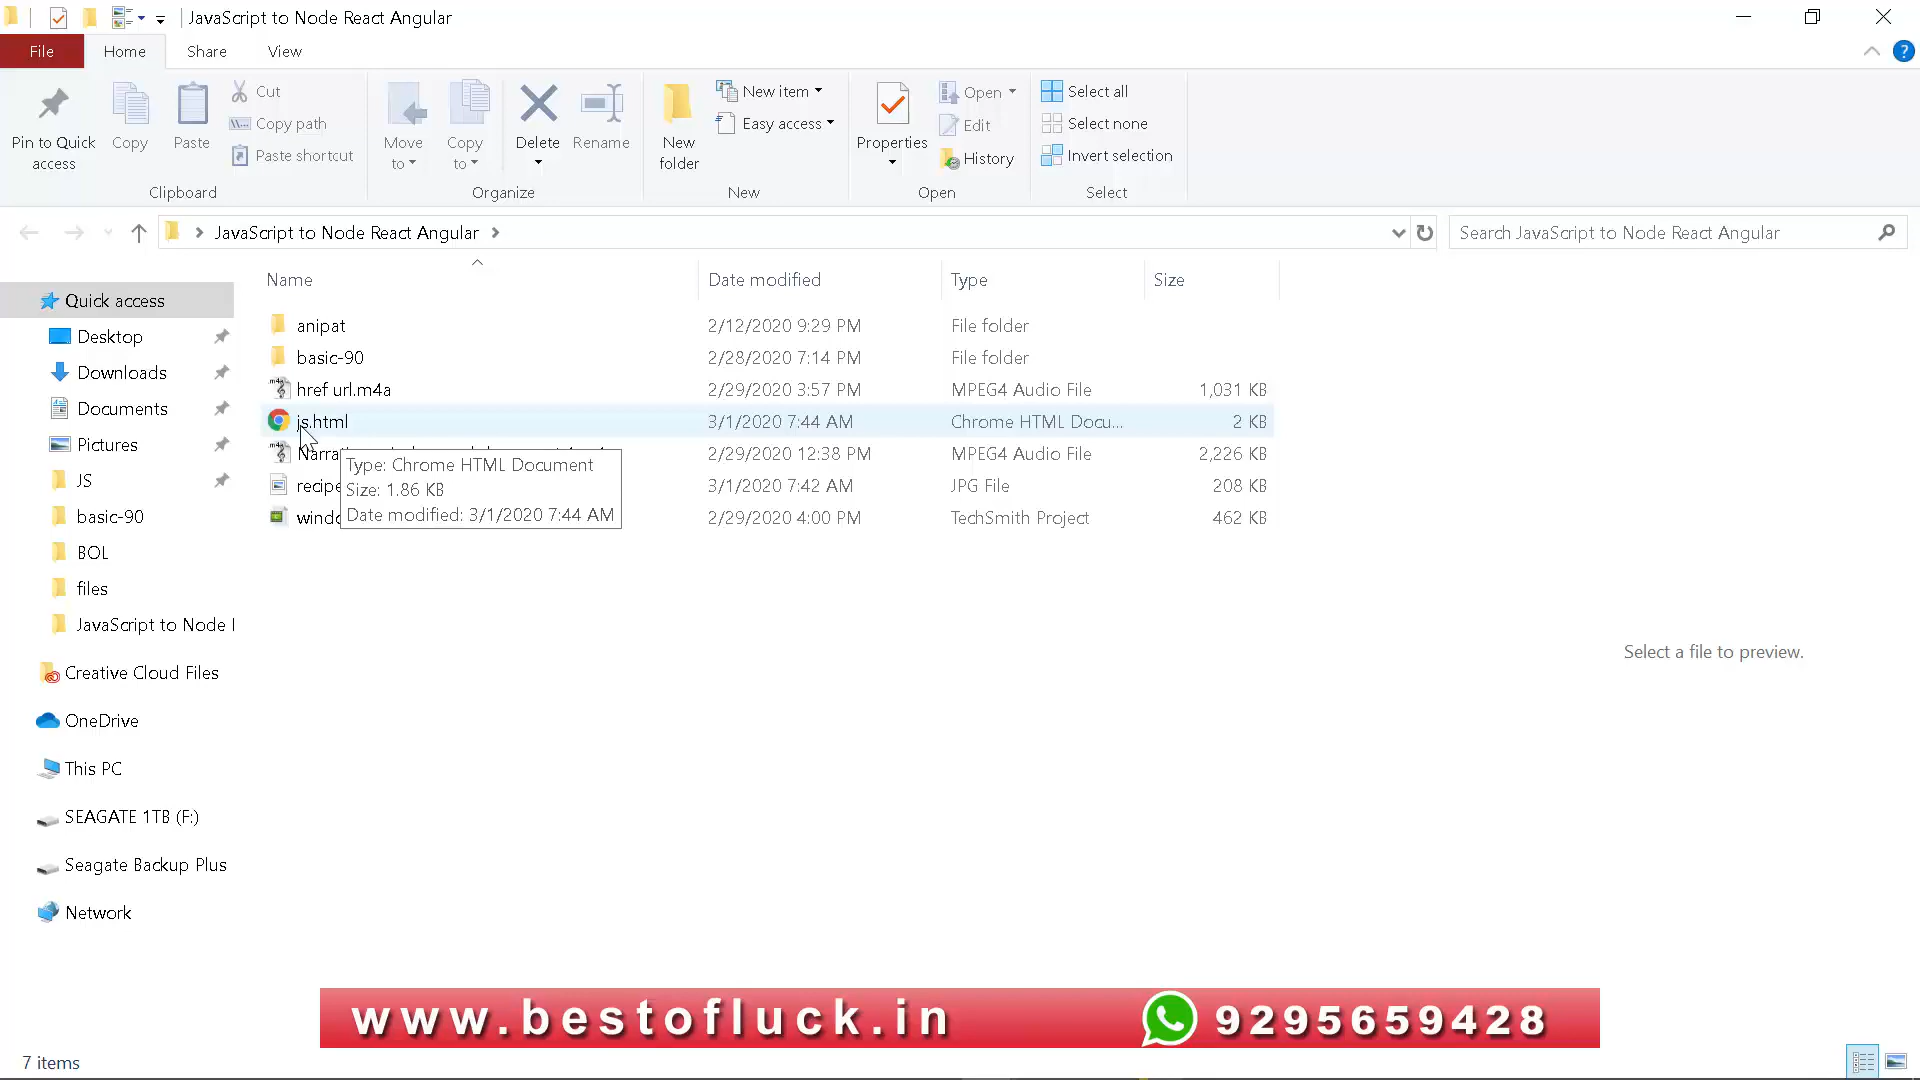 JavaScript to Node React Angular
File Home Share View
Pin to Quick access
Copy
Paste
Cut
Copy path
Paste shortcut
Clipboard
Move to
Copy to
Delete
Rename
Organize
New folder
New item
Easy access
New
Properties
Open
Edit
History
Open
Select all
Select none
Invert selection
Select
JavaScript to Node React Angular
Search JavaScript to Node React Angular
Name Date modified Type Size
Quick access
Desktop
Downloads
Documents
Pictures
JS
basic-90
BOL
files
JavaScript to Node
Creative Cloud Files
OneDrive
This PC
SEAGATE 1TB (F:)
Seagate Backup Plus
Network
anipat 2/12/2020 9:29 PM File folder
basic-90 2/28/2020 7:14 PM File folder
href url.m4a 2/29/2020 3:57 PM MPEG4 Audio File 1,031 KB
js.html 3/1/2020 7:44 AM Chrome HTML Docu... 2 KB
2/29/2020 12:38 PM MPEG4 Audio File 2,226 KB
recipe 3/1/2020 7:42 AM JPG File 208 KB
windo 2/29/2020 4:00 PM TechSmith Project 462 KB
Type: Chrome HTML Document
Size: 1.86 KB
Date modified: 3/1/2020 7:44 AM
Select a file to preview.
www.bestofluck.in 9295659428
7 items